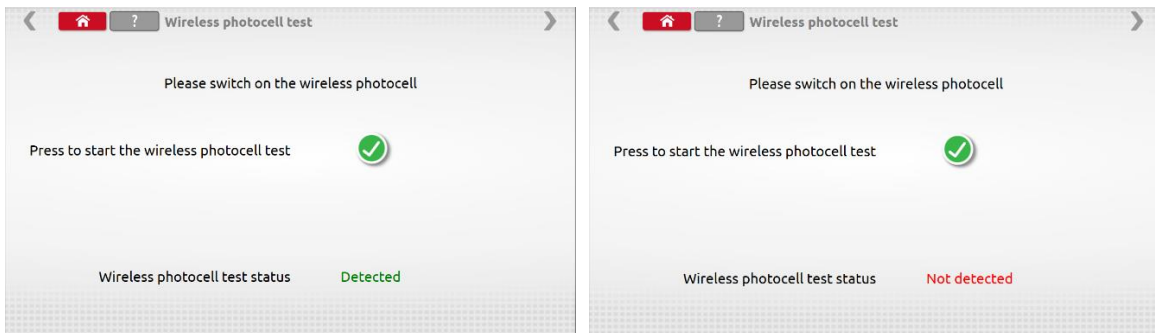 ? Wireless photocell test
Please switch on the wireless photocell
Press to start the wireless photocell test
Wireless photocell test status Detected
? Wireless photocell test
Please switch on the wireless photocell
Press to start the wireless photocell test
Wireless photocell test status Not detected